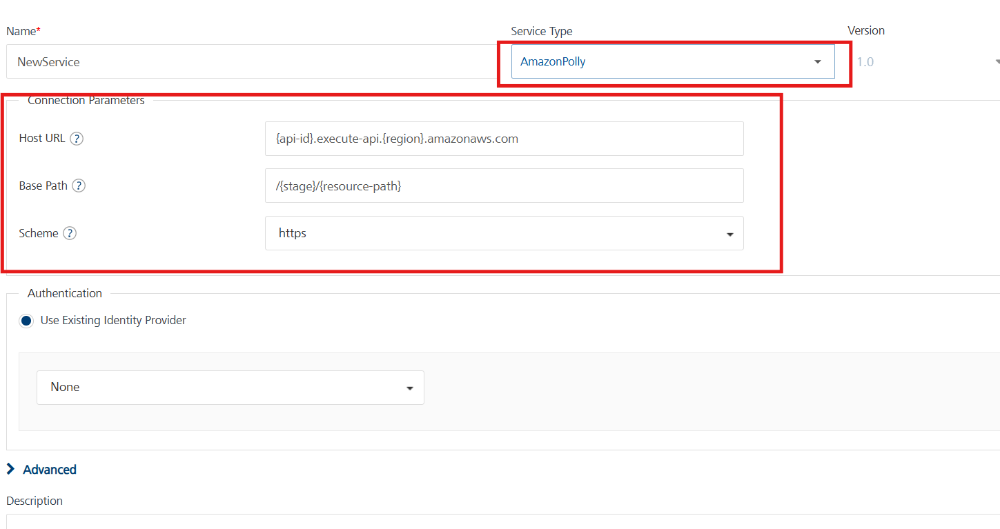 Name*
Service Type
Version
NewService
AmazonPolly
1.0
Connection Parameters
Host URL ?
{api-id}.execute-api.{region}.amazonaws.com
Base Path ?
/{stage}/{resource-path}
Scheme ?
https
Authentication
Use Existing Identity Provider
None
Advanced
Description